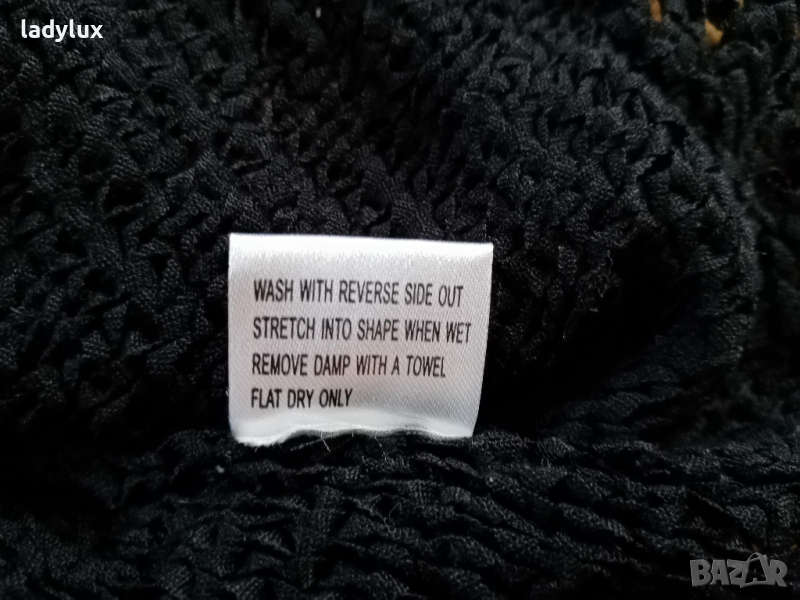 ladylux
WASH WITH REVERSE SIDE OUT
STRETCH INTO SHAPE WHEN WET
REMOVE DAMP WITH A TOWEL
FLAT DRY ONLY
BAZAR